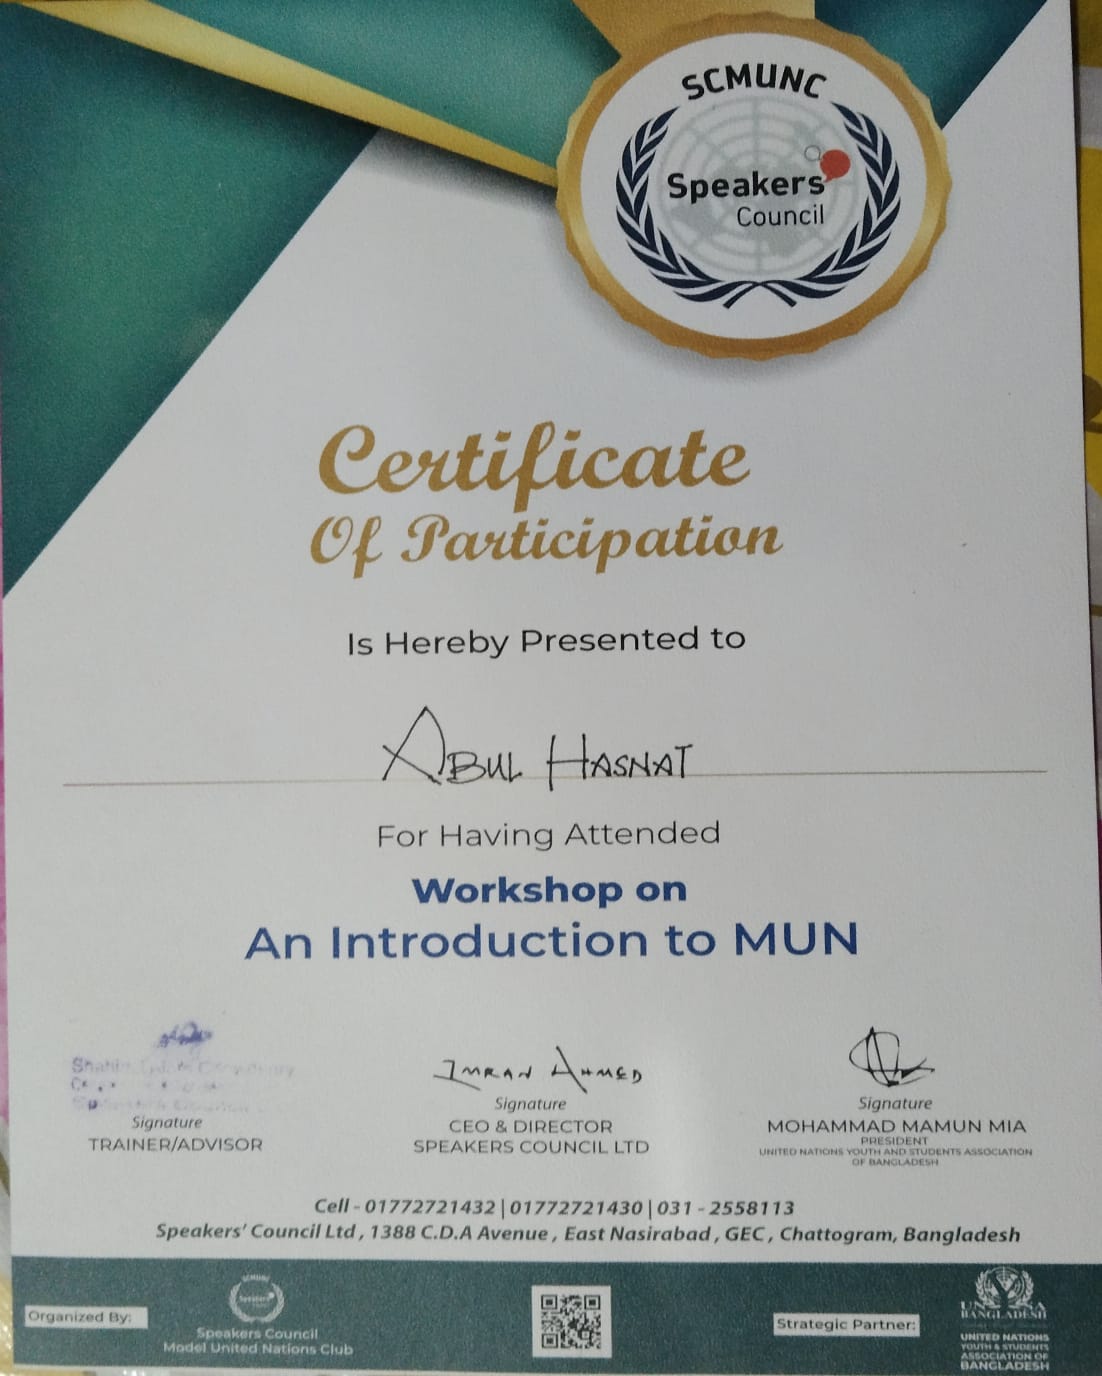 SCMUNC
Speakers'
Council
Certificate
Of Participation
Is Hereby Presented to
ABUL HASNAT
For Having Attended
Workshop on
An Introduction to MUN
IMRAN AHMED
Signature
TRAINER/ADVISOR
Signature
CEO & DIRECTOR
SPEAKERS COUNCIL LTD
Signature
MOHAMMAD MAMUN MIA
PRESIDENT
UNITED NATIONS YOUTH AND STUDENTS ASSOCIATION
OF BANGLADESH
Cell - 01772721432 | 01772721430 | 031 - 2558113
Speakers' Council Ltd , 1388 C.D.A Avenue , East Nasirabad , GEC , Chattogram, Bangladesh
Organized By:
SCMUNC
Speakers
Council
Speakers Council
Model United Nations Club
Strategic Partner:
BANGLADESH
UNITED NATIONS
YOUTH & STUDENTS
ASSOCIATION OF
BANGLADESH